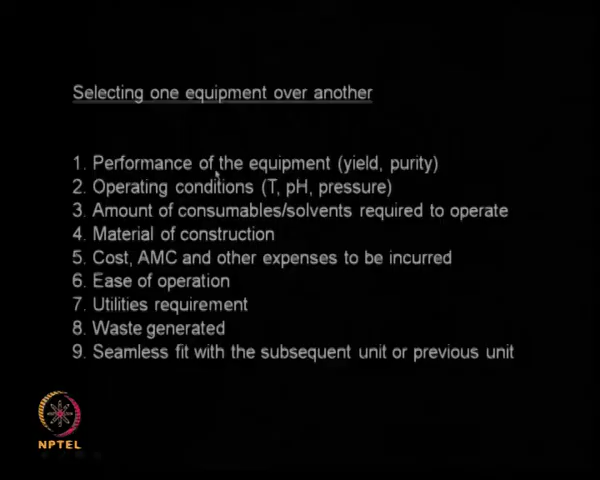 Selecting one equipment over another
1. Performance of the equipment (yield, purity)
2. Operating conditions (T, pH, pressure)
3. Amount of consumables/solvents required to operate
4. Material of construction
5. Cost, AMC and other expenses to be incurred
6. Ease of operation
7. Utilities requirement
8. Waste generated
9. Seamless fit with the subsequent unit or previous unit
NPTEL